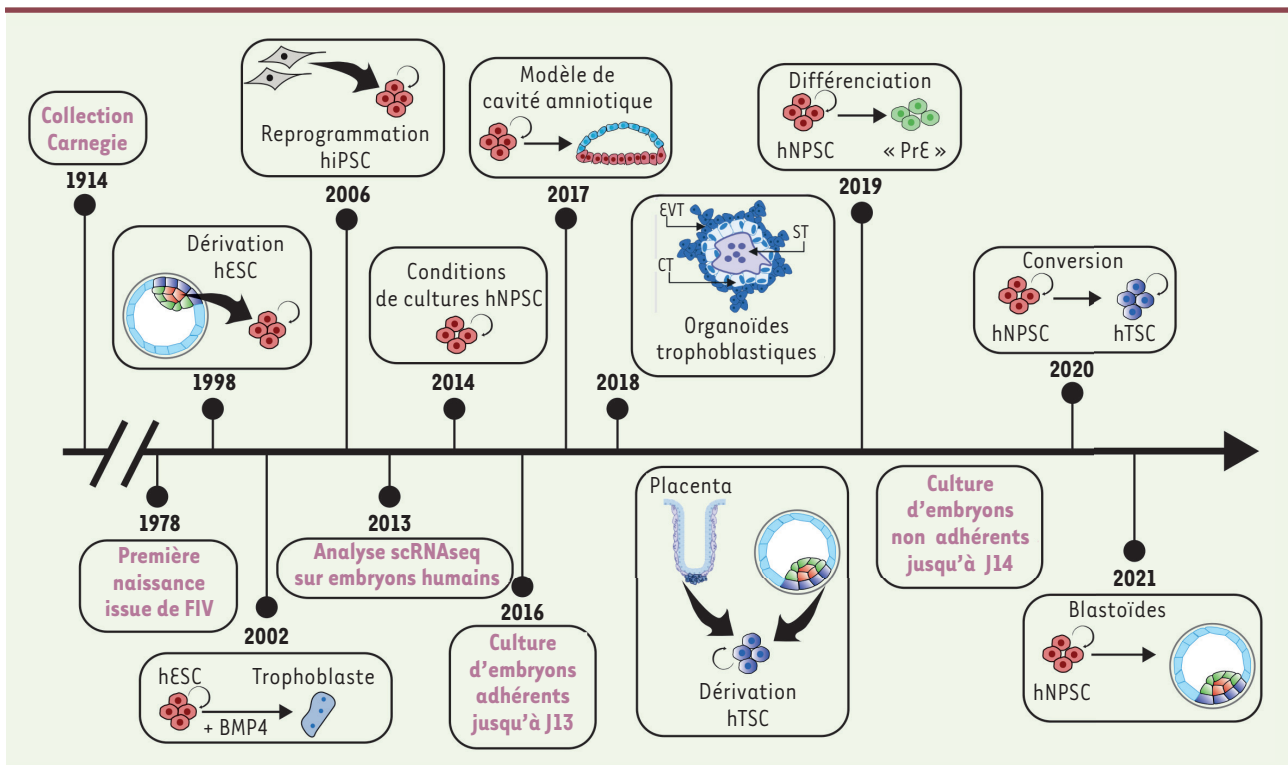 Collection
Carnegie
1914
Dérivation
hESC
1998
Reprogrammation
hiPSC
2006
Conditions
de cultures hNPSC
2014
Modèle de
cavité amniotique
2017
EVT
ST
CT
Organoïdes
trophoblastiques
2018
Différenciation
hNPSC
« PrE »
2019
Conversion
hNPSC
hTSC
2020
1978
Première
naissance
issue de FIV
2002
hESC
Trophoblaste
+ BMP4
2013
Analyse scRNAseq
sur embryons humains
2016
Culture
d'embryons
adhérents
jusqu'à J13
Placenta
Dérivation
hTSC
Culture
d'embryons
non adhérents
jusqu'à J14
2021
Blastoïdes
hNPSC